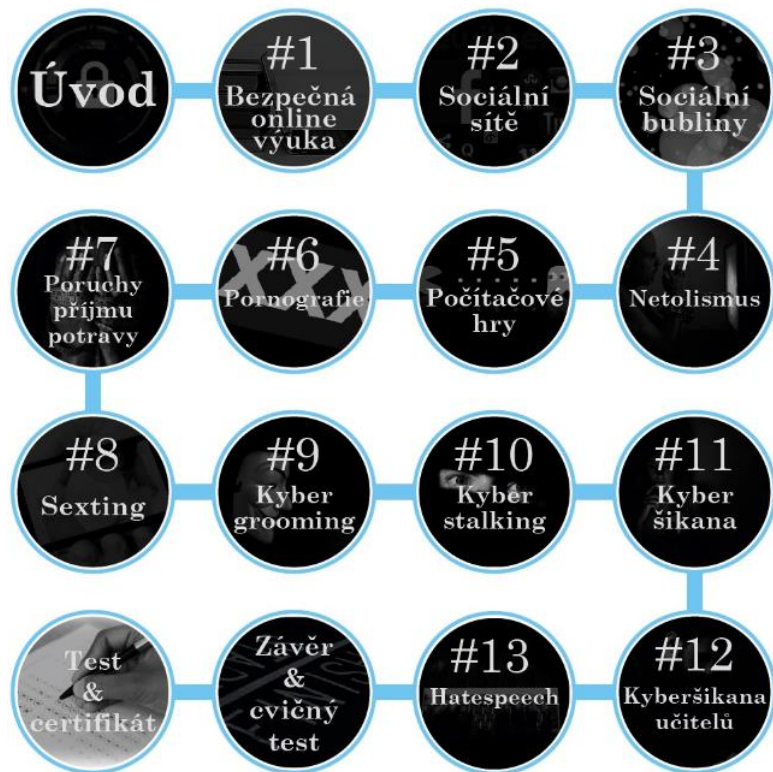 Úvod
#1
Bezpečná
online
výuka
#2
Sociální
sítě
#3
Sociální
bubliny
#4
Netolismus
#5
Počítačové
hry
#6
XXX
Pornografie
#7
Poruchy
příjmu
potravy
#8
Sexting
#9
Kyber
grooming
#10
Kyber
stalking
#11
Kyber
šikana
#12
Kyberšikana
učitelů
#13
Hatespeech
Závěr
&
cvičný
test
Test
&
certifikát